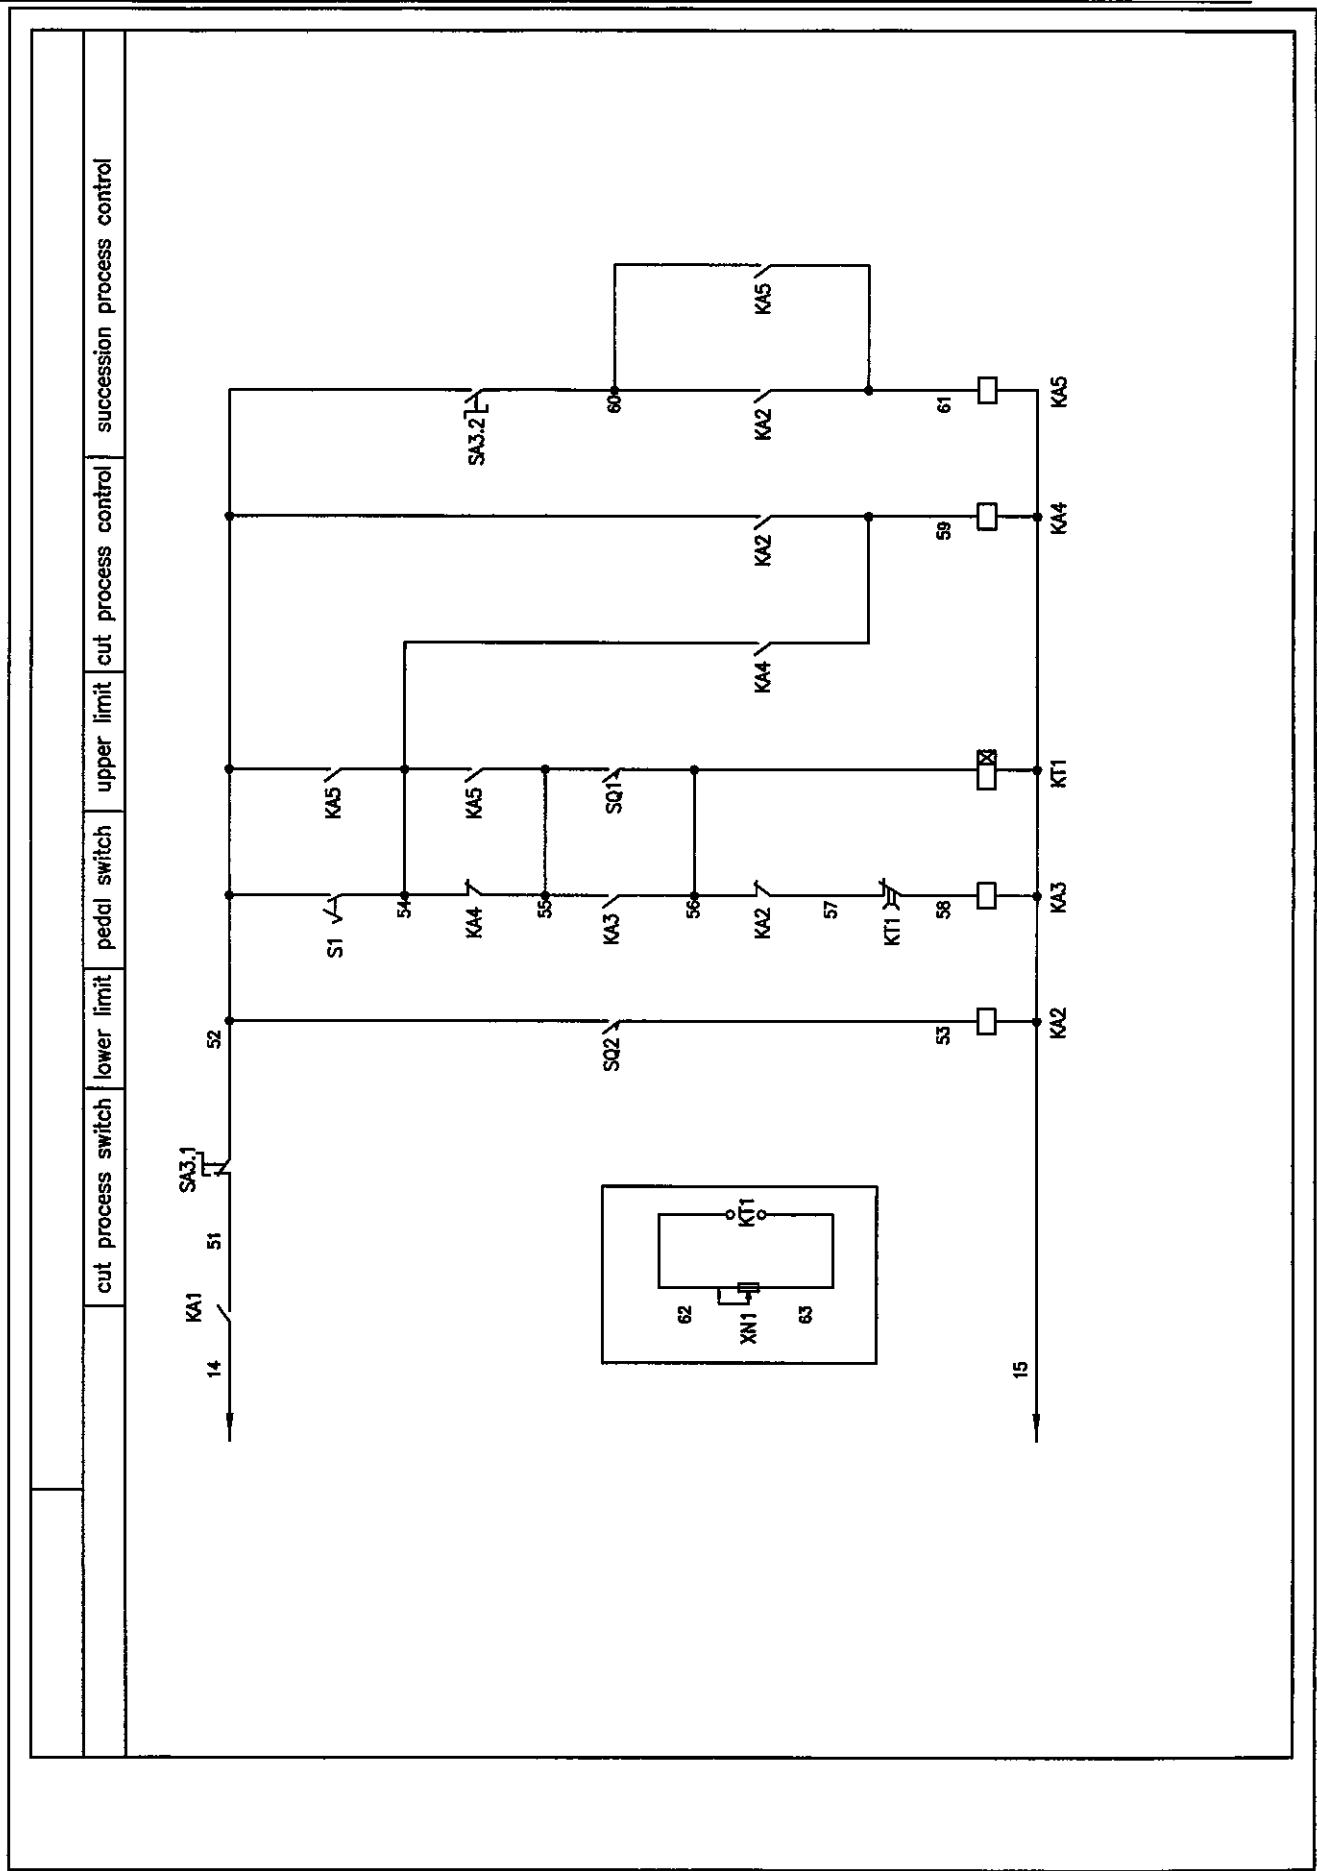 cut process switch
lower limit
pedal switch
upper limit
cut process control
succession process control
14
KA1
51
SA3.1
52
S1
KA5
54
KA4
KA5
SA3.2
55
SQ2
KA3
SQ1
60
56
62
XN1
KT1
63
KA2
KA4
KA2
KA2
KA5
57
KT1
53
58
59
61
15
KA2
KA3
KT1
KA4
KA5